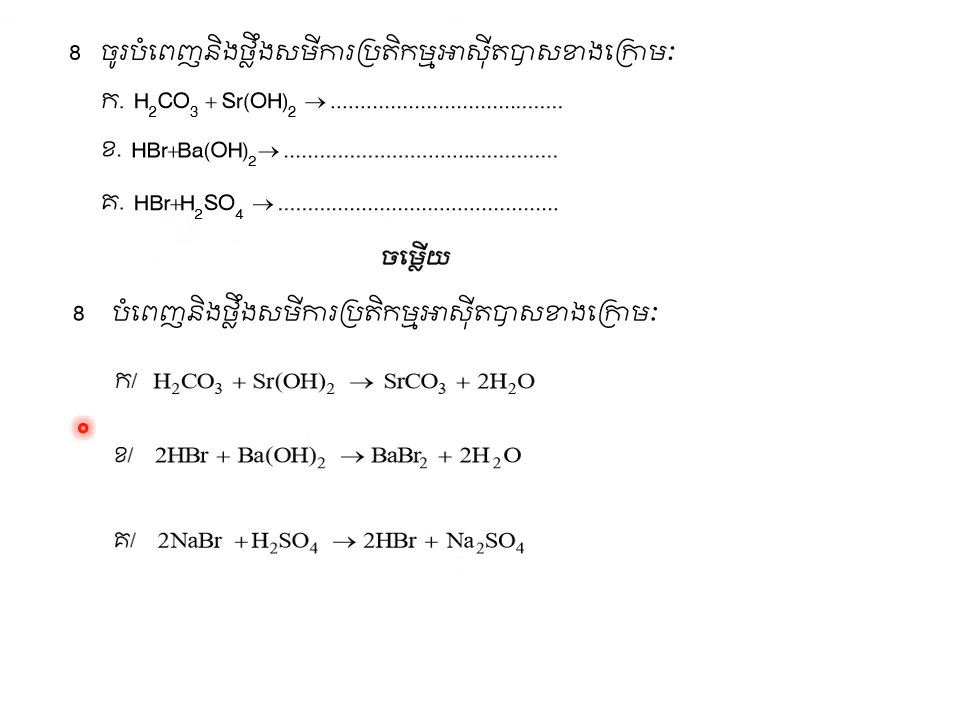 8 ចូរបំពេញនិងថ្លឹងសមីការប្រតិកម្មអាស៊ីតបាសខាងក្រោមៈ
ក. H₂CO₃ + Sr(OH)₂ → .......................................
ខ. HBr+Ba(OH)₂→ ..............................................
គ. HBr+H₂SO₄ → ...............................................
ចម្លើយ
8 បំពេញនិងថ្លឹងសមីការប្រតិកម្មអាស៊ីតបាសខាងក្រោមៈ
ក/ H₂CO₃ + Sr(OH)₂ → SrCO₃ + 2H₂O
ខ/ 2HBr + Ba(OH)₂ → BaBr₂ + 2H₂O
គ/ 2NaBr + H₂SO₄ → 2HBr + Na₂SO₄